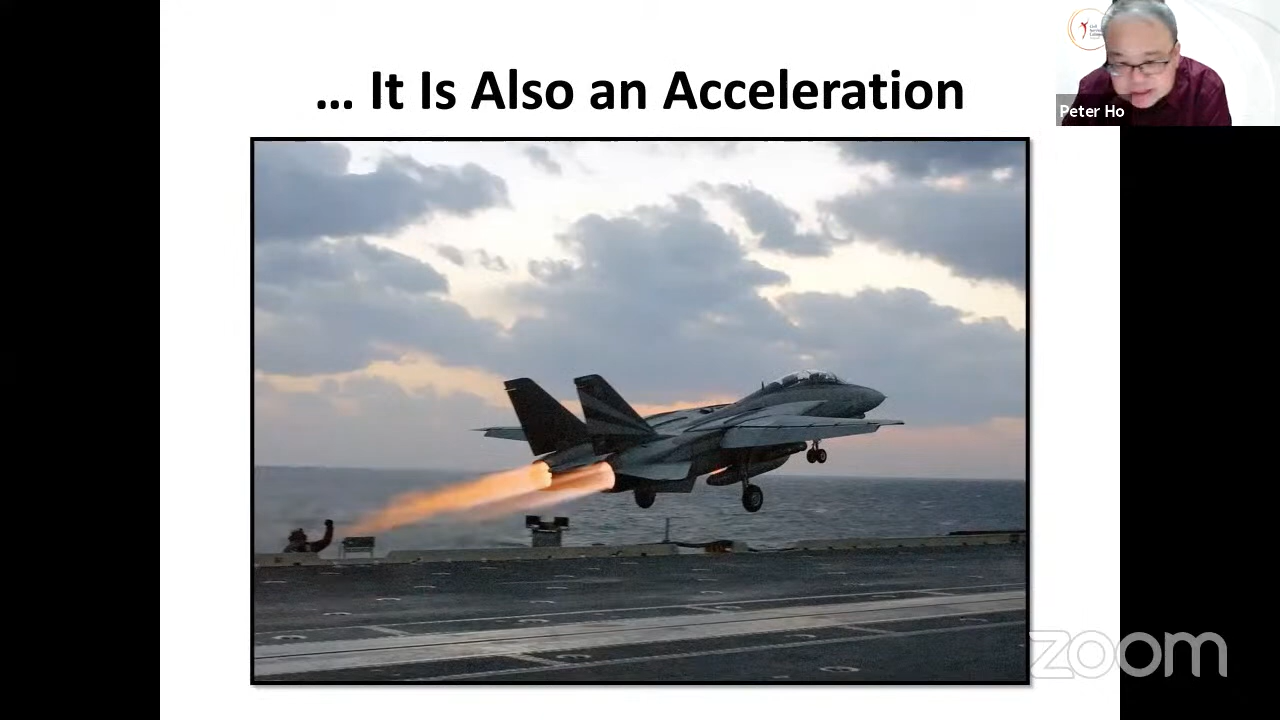 ... It Is Also an Acceleration
Peter Ho
zoom